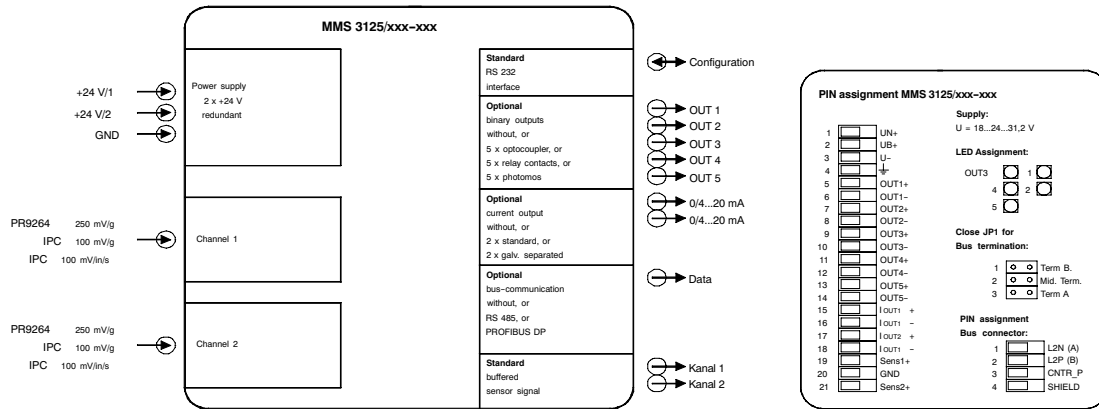 MMS 3125/xxx-xxx
+24 V/1
+24 V/2
GND
Power supply
2 x +24 V
redundant
PR9264 250 mV/g
IPC 100 mV/g
IPC 100 mV/in/s
Channel 1
PR9264 250 mV/g
IPC 100 mV/g
IPC 100 mV/in/s
Channel 2
Standard
RS 232
interface
Configuration
Optional
binary outputs
without, or
5 x optocoupler, or
5 x relay contacts, or
5 x photomos
OUT 1
OUT 2
OUT 3
OUT 4
OUT 5
Optional
current output
without, or
2 x standard, or
2 x galv. separated
0/4...20 mA
0/4...20 mA
Optional
bus-communication
without, or
RS 485, or
PROFIBUS DP
Data
Standard
buffered
sensor signal
Kanal 1
Kanal 2
PIN assignment MMS 3125/xxx-xxx
1 UN+
2 UB+
3 U-
4
5 OUT1+
6 OUT1-
7 OUT2+
8 OUT2-
9 OUT3+
10 OUT3-
11 OUT4+
12 OUT4-
13 OUT5+
14 OUT5-
15 I OUT1 +
16 I OUT1 -
17 I OUT2 +
18 I OUT1 -
19 Sens1+
20 GND
21 Sens2+
Supply:
U = 18...24...31,2 V
LED Assignment:
OUT3 1
4 2
5
Close JP1 for
Bus termination:
1 Term B.
2 Mid. Term.
3 Term A
PIN assignment
Bus connector:
1 L2N (A)
2 L2P (B)
3 CNTR_P
4 SHIELD